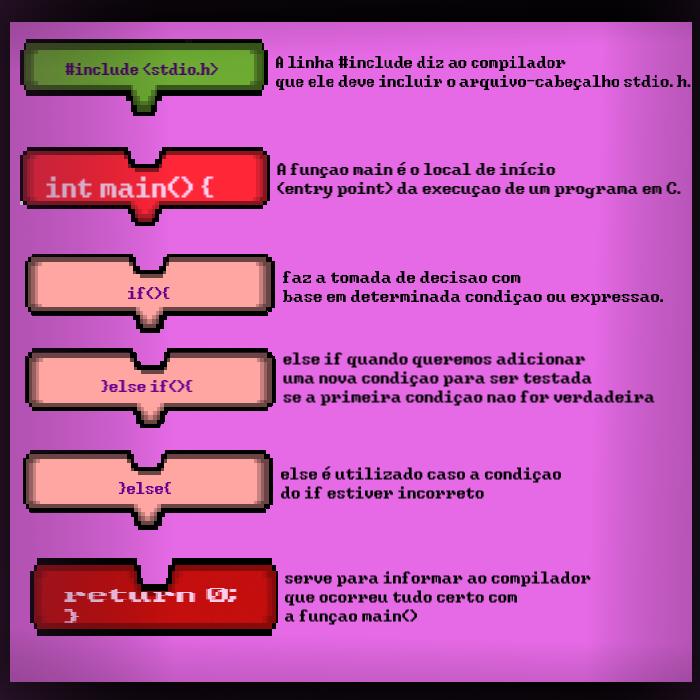 #include <stdio.h>
A linha #include diz ao compilador
que ele deve incluir o arquivo-cabeçalho stdio.h.
int main() {
A funçao main é o local de início
(entry point) da execuçao de um programa em C.
if(){
faz a tomada de decisao com
base em determinada condiçao ou expressao.
}else if(){
else if quando queremos adicionar
uma nova condiçao para ser testada
se a primeira condiçao nao for verdadeira
}else{
else é utilizado caso a condiçao
do if estiver incorreto
return 0;
}
serve para informar ao compilador
que ocorreu tudo certo com
a funçao main()